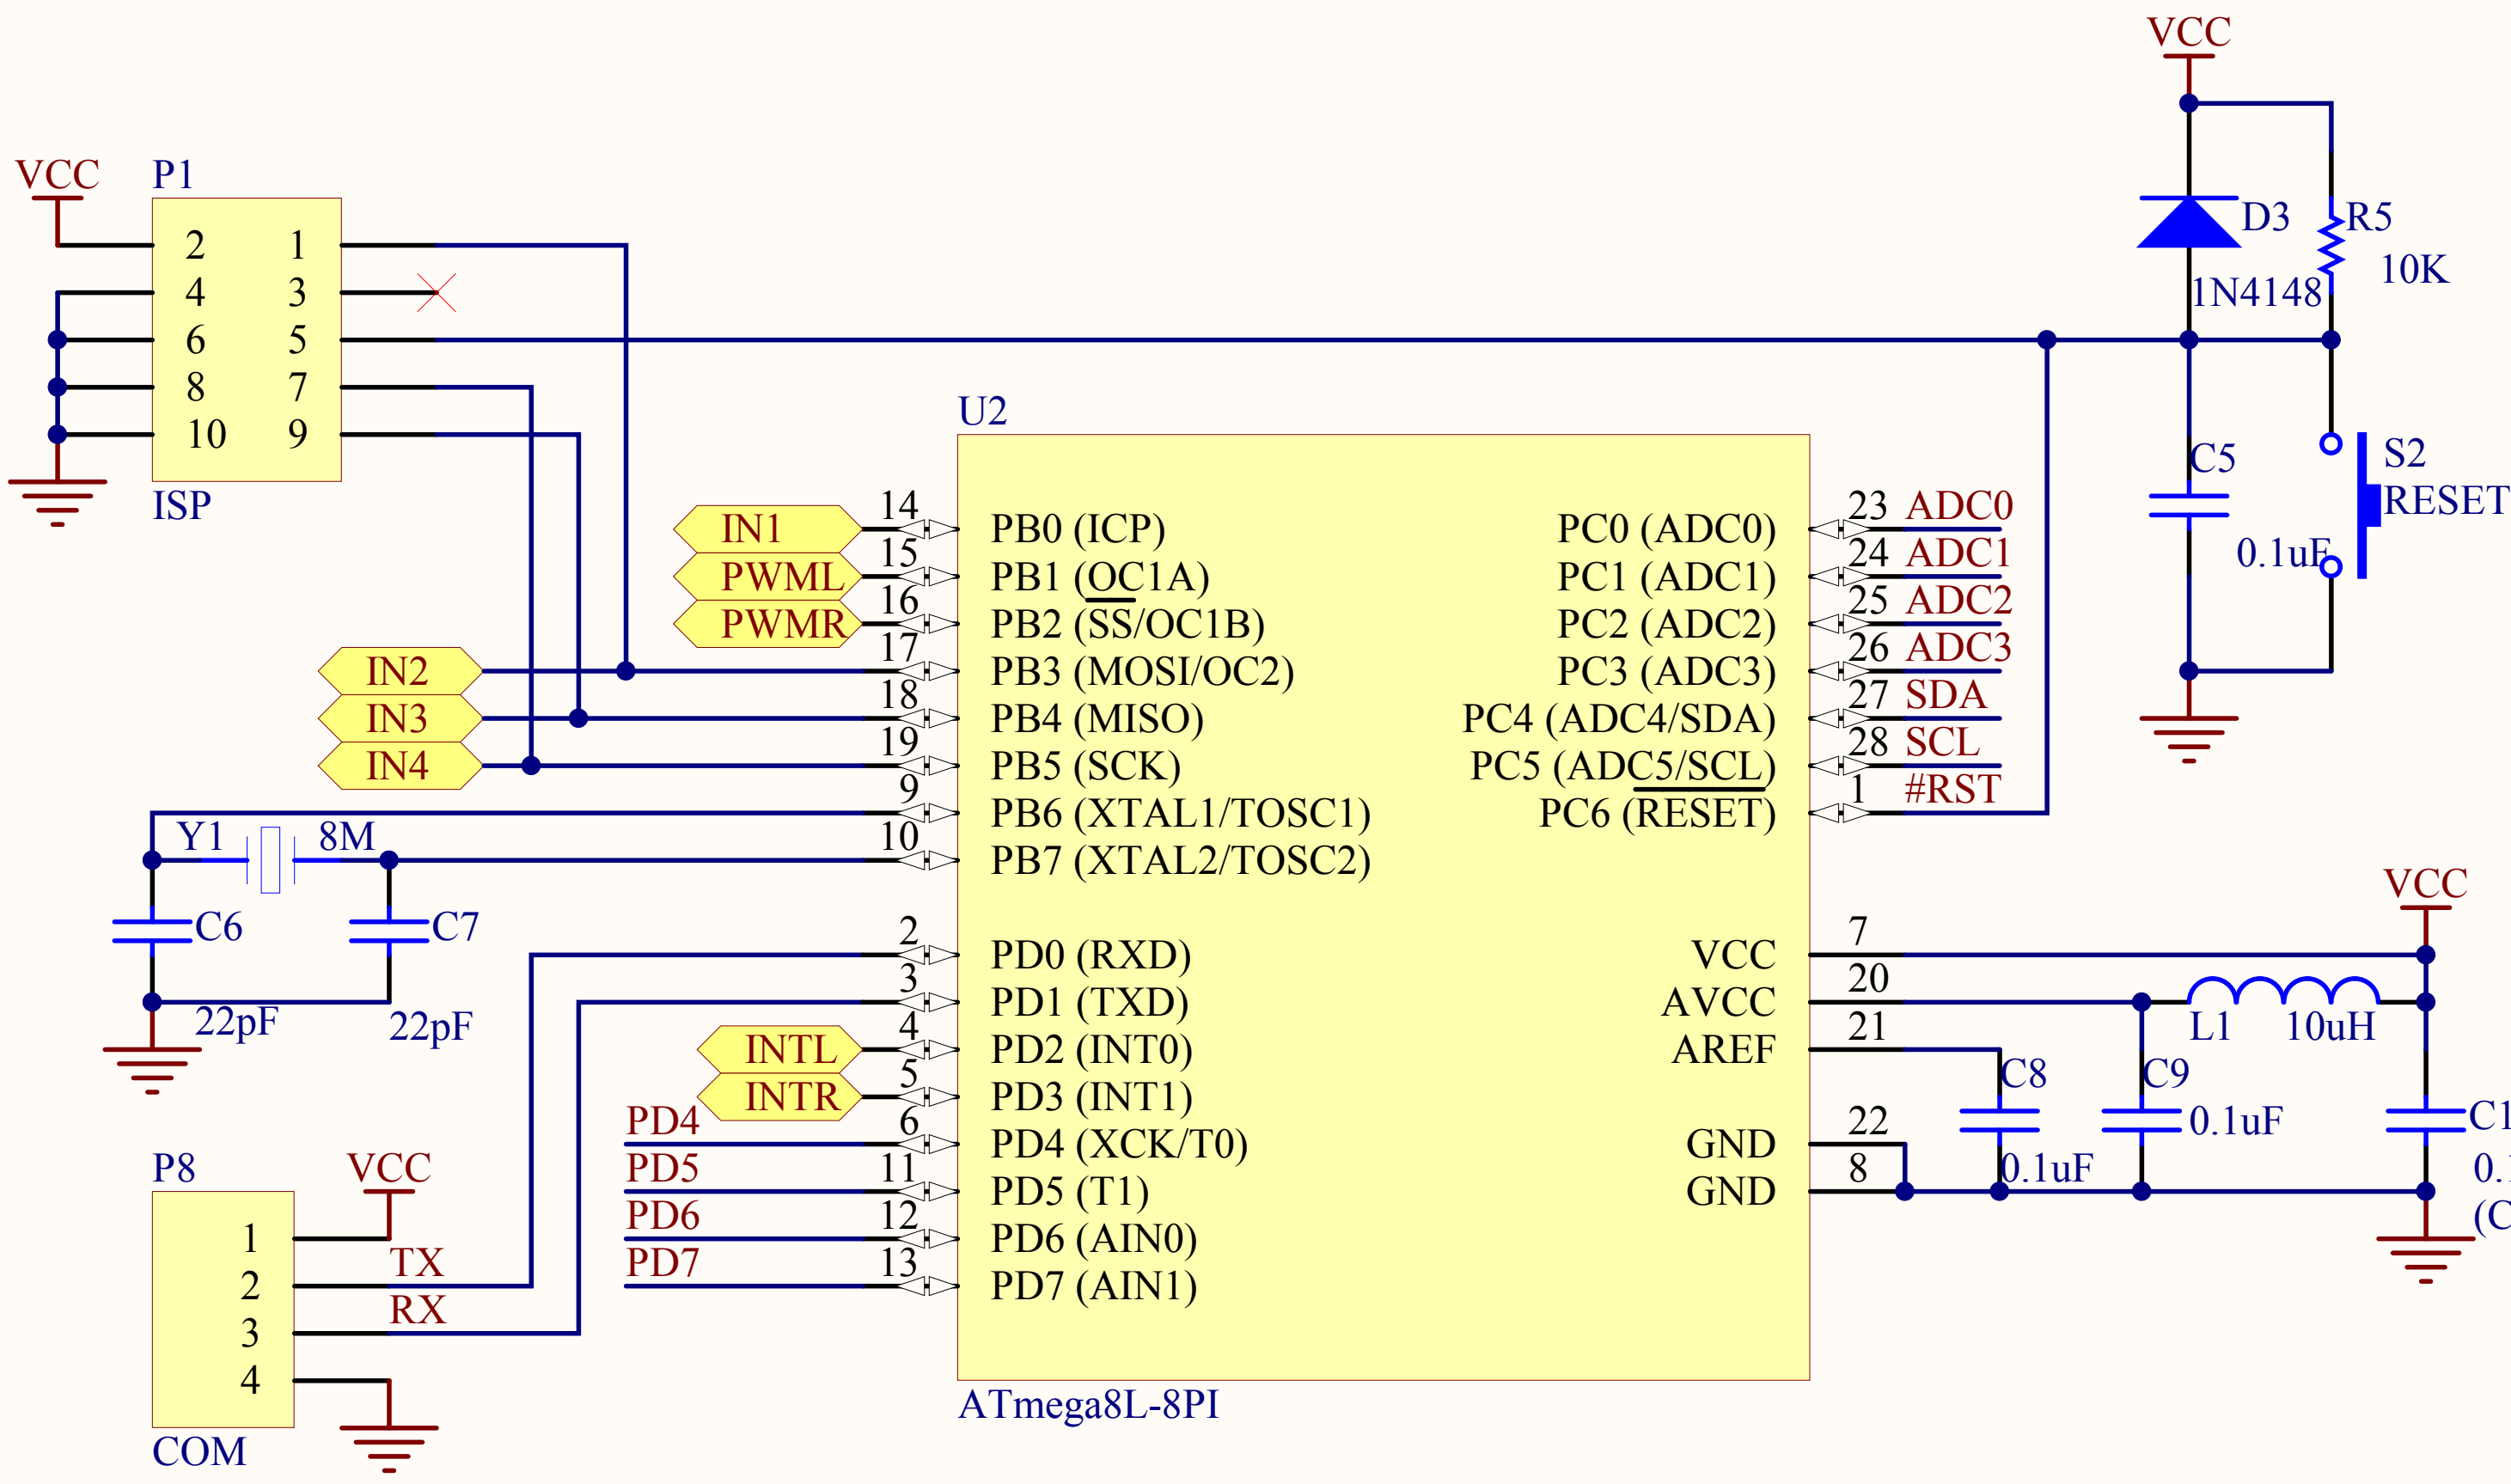 VCC
VCC
P1
2 1
4 3
6 5
8 7
10 9
ISP
D3
1N4148
R5
10K
C5
0.1uF
S2
RESET
U2
IN1 14 PB0 (ICP)
PWML 15 PB1 (OC1A)
PWMR 16 PB2 (SS/OC1B)
IN2 17 PB3 (MOSI/OC2)
IN3 18 PB4 (MISO)
IN4 19 PB5 (SCK)
9 PB6 (XTAL1/TOSC1)
10 PB7 (XTAL2/TOSC2)
PC0 (ADC0) 23 ADC0
PC1 (ADC1) 24 ADC1
PC2 (ADC2) 25 ADC2
PC3 (ADC3) 26 ADC3
PC4 (ADC4/SDA) 27 SDA
PC5 (ADC5/SCL) 28 SCL
PC6 (RESET) 1 #RST
Y1 8M
C6
22pF
C7
22pF
2 PD0 (RXD)
3 PD1 (TXD)
INTL 4 PD2 (INT0)
INTR 5 PD3 (INT1)
PD4 6 PD4 (XCK/T0)
PD5 11 PD5 (T1)
PD6 12 PD6 (AIN0)
PD7 13 PD7 (AIN1)
VCC
VCC 7
AVCC 20
AREF 21
GND 22
GND 8
L1 10uH
C8
0.1uF
C9
0.1uF
P8
VCC
1
2 TX
3 RX
4
COM
ATmega8L-8PI